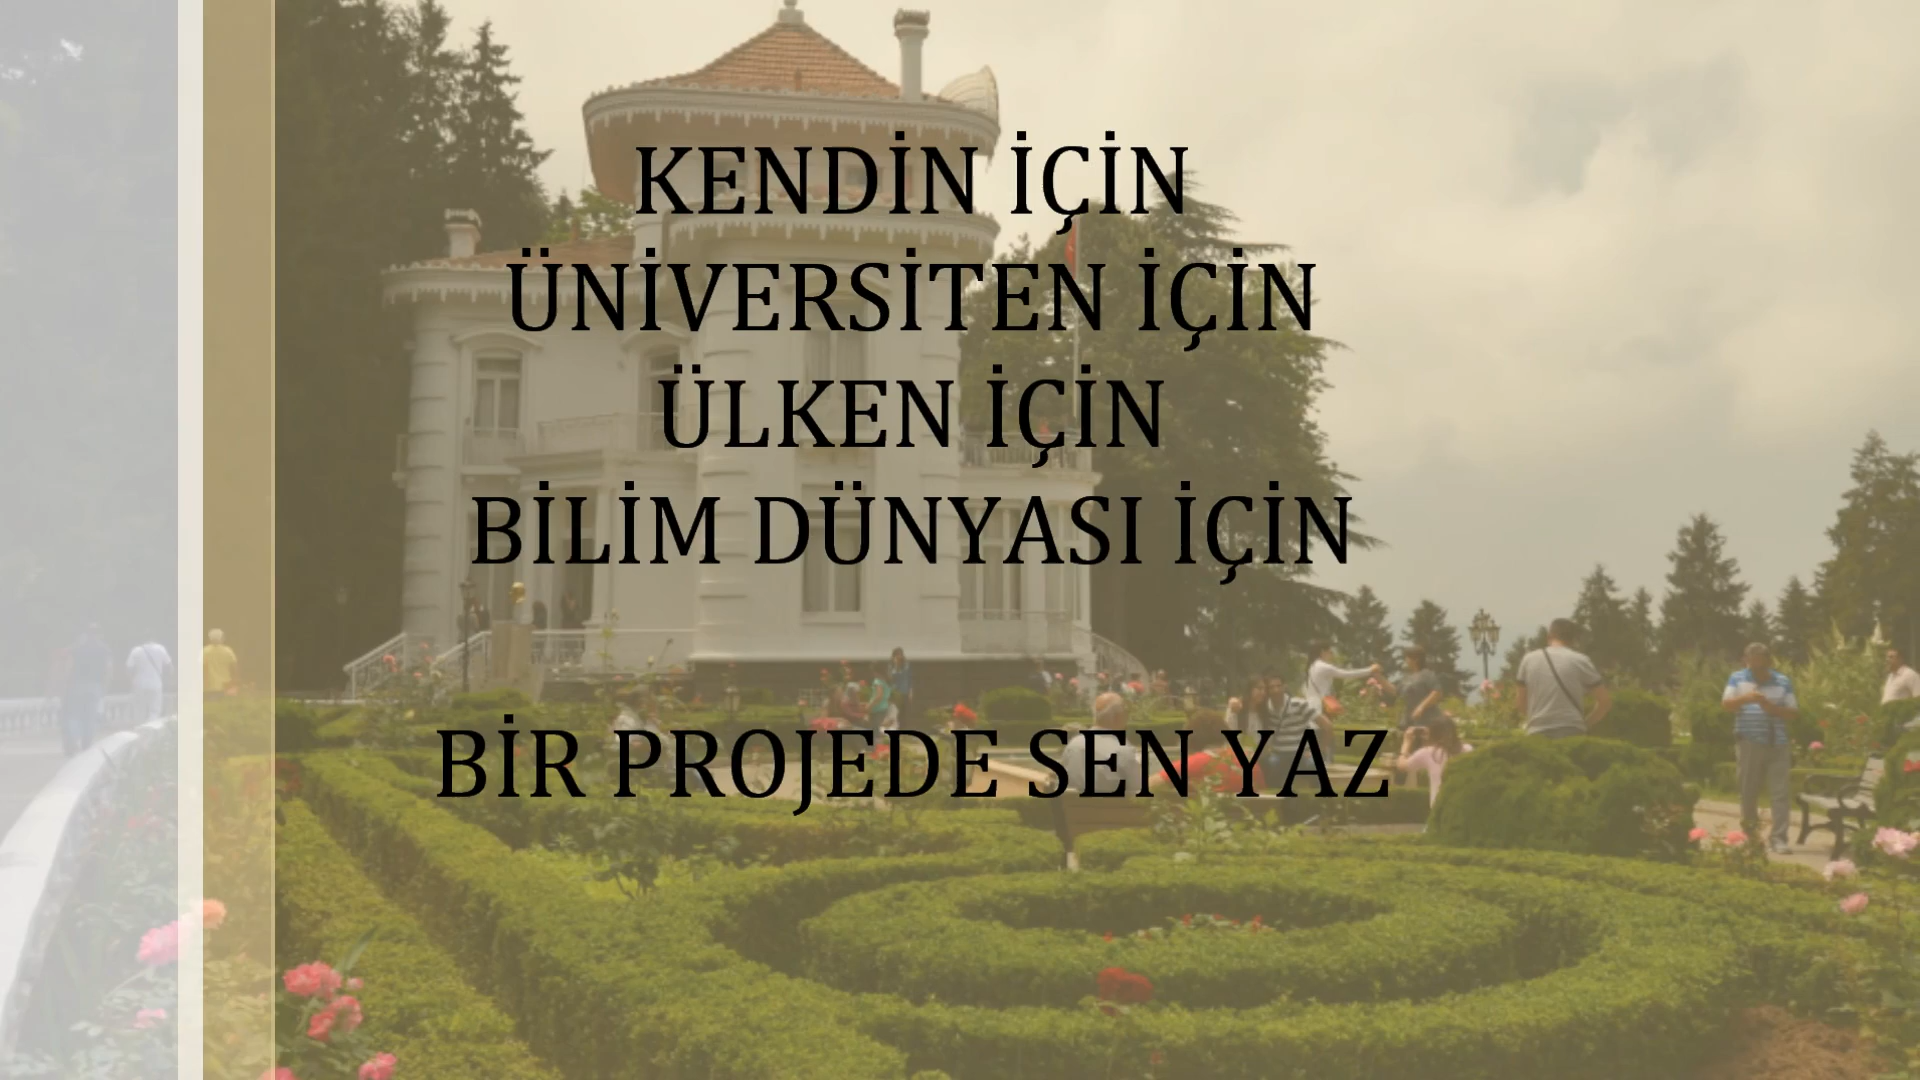 KENDİN İÇİN
ÜNİVERSİTEN İÇİN
ÜLKEN İÇİN
BİLİM DÜNYASI İÇİN
BİR PROJEDE SEN YAZ